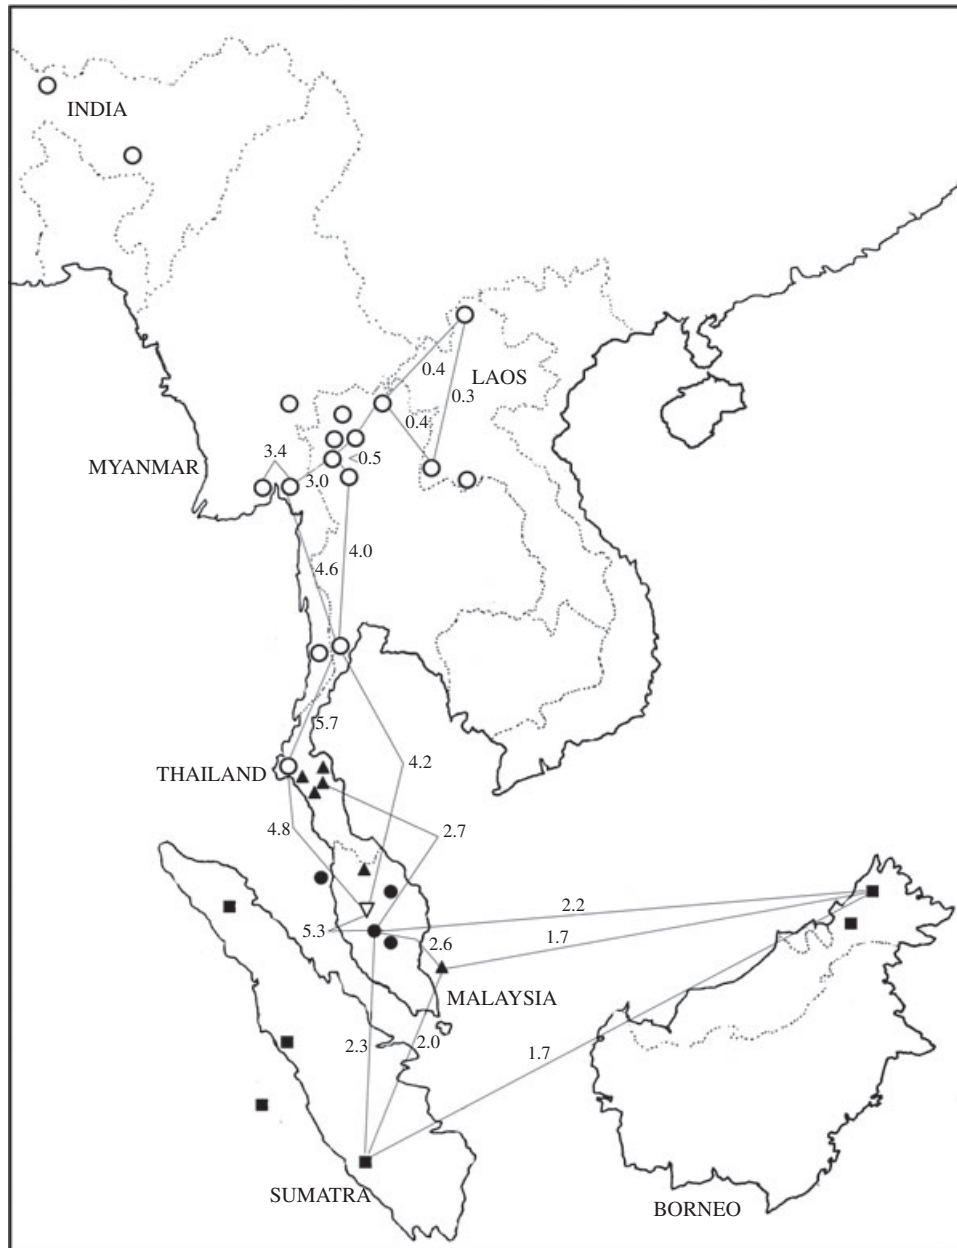 INDIA
0.4
LAOS
0.3
0.4
3.4
0.5
MYANMAR
3.0
4.0
4.6
5.7
4.2
THAILAND
4.8
2.7
2.2
5.3
2.6
1.7
MALAYSIA
2.3
2.0
1.7
SUMATRA
BORNEO